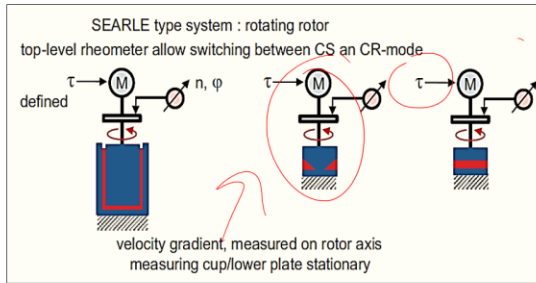 SEARLE type system : rotating rotor
top-level rheometer allow switching between CS an CR-mode
τ M n, φ τ M τ M
defined
velocity gradient, measured on rotor axis
measuring cup/lower plate stationary